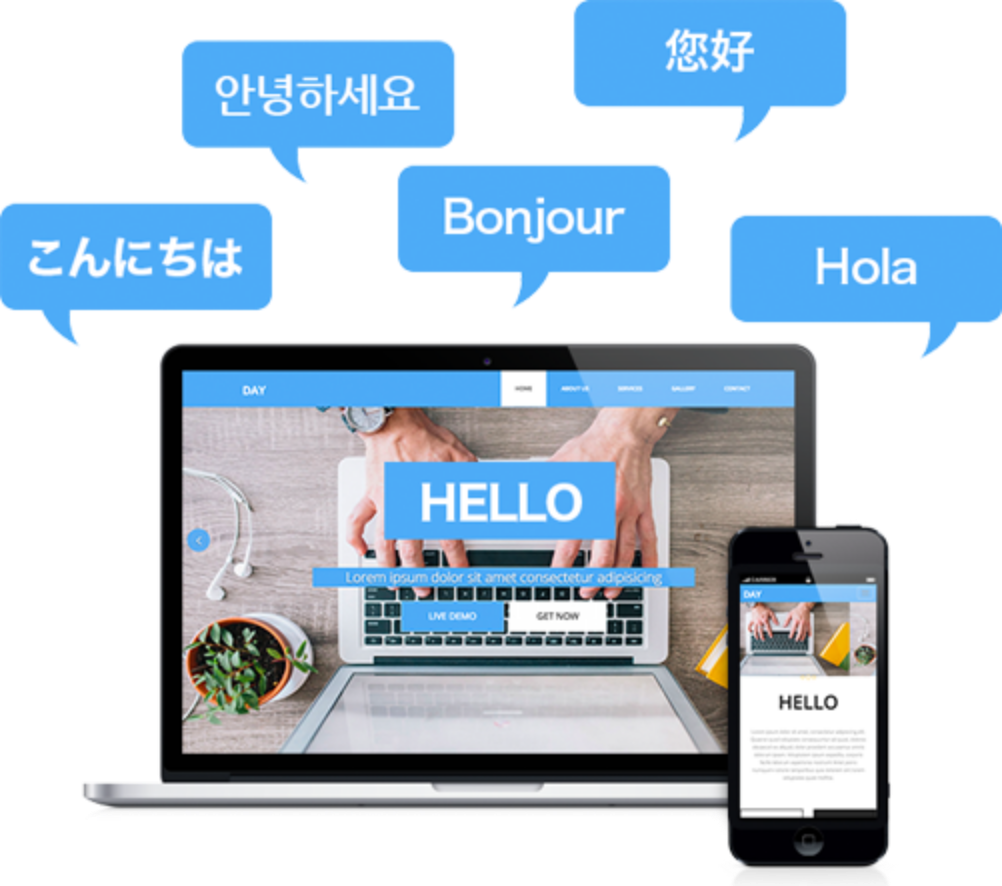 您好
안녕하세요
Bonjour
こんにちは
Hola
DAY
HOME ABOUT US SERVICES GALLERY CONTACT
HELLO
Lorem ipsum dolor sit amet consectetur adipisicing
LIVE DEMO GET NOW
CARRIER
DAY
HELLO